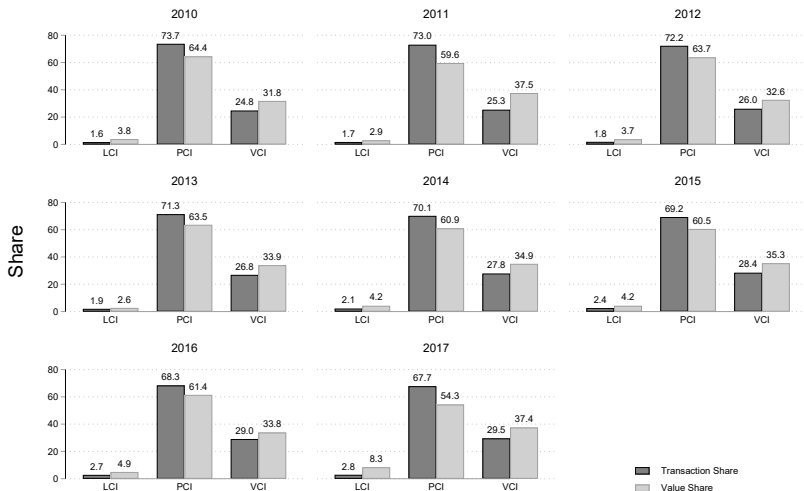 2010
2011
2012
80
60
40
20
0
73.7
64.4
24.8
31.8
1.6
3.8
LCI
PCI
VCI
73.0
59.6
25.3
37.5
1.7
2.9
LCI
PCI
VCI
72.2
63.7
26.0
32.6
1.8
3.7
LCI
PCI
VCI
Share
2013
2014
2015
80
60
40
20
0
71.3
63.5
26.8
33.9
1.9
2.6
LCI
PCI
VCI
70.1
60.9
27.8
34.9
2.1
4.2
LCI
PCI
VCI
69.2
60.5
28.4
35.3
2.4
4.2
LCI
PCI
VCI
2016
2017
80
60
40
20
0
68.3
61.4
29.0
33.8
2.7
4.9
LCI
PCI
VCI
67.7
54.3
29.5
37.4
2.8
8.3
LCI
PCI
VCI
Transaction Share
Value Share